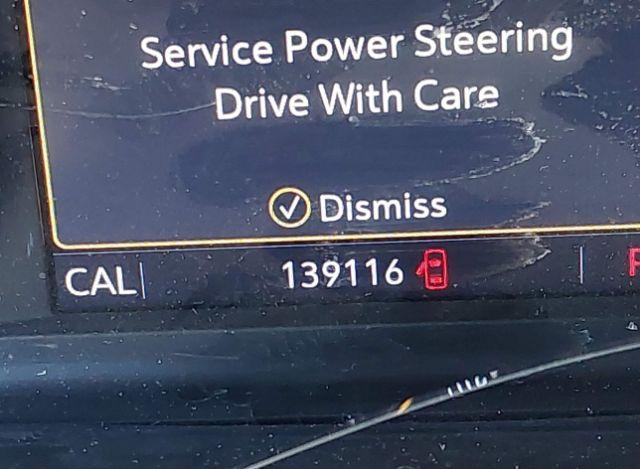 Service Power Steering
Drive With Care
Dismiss
CAL 139116